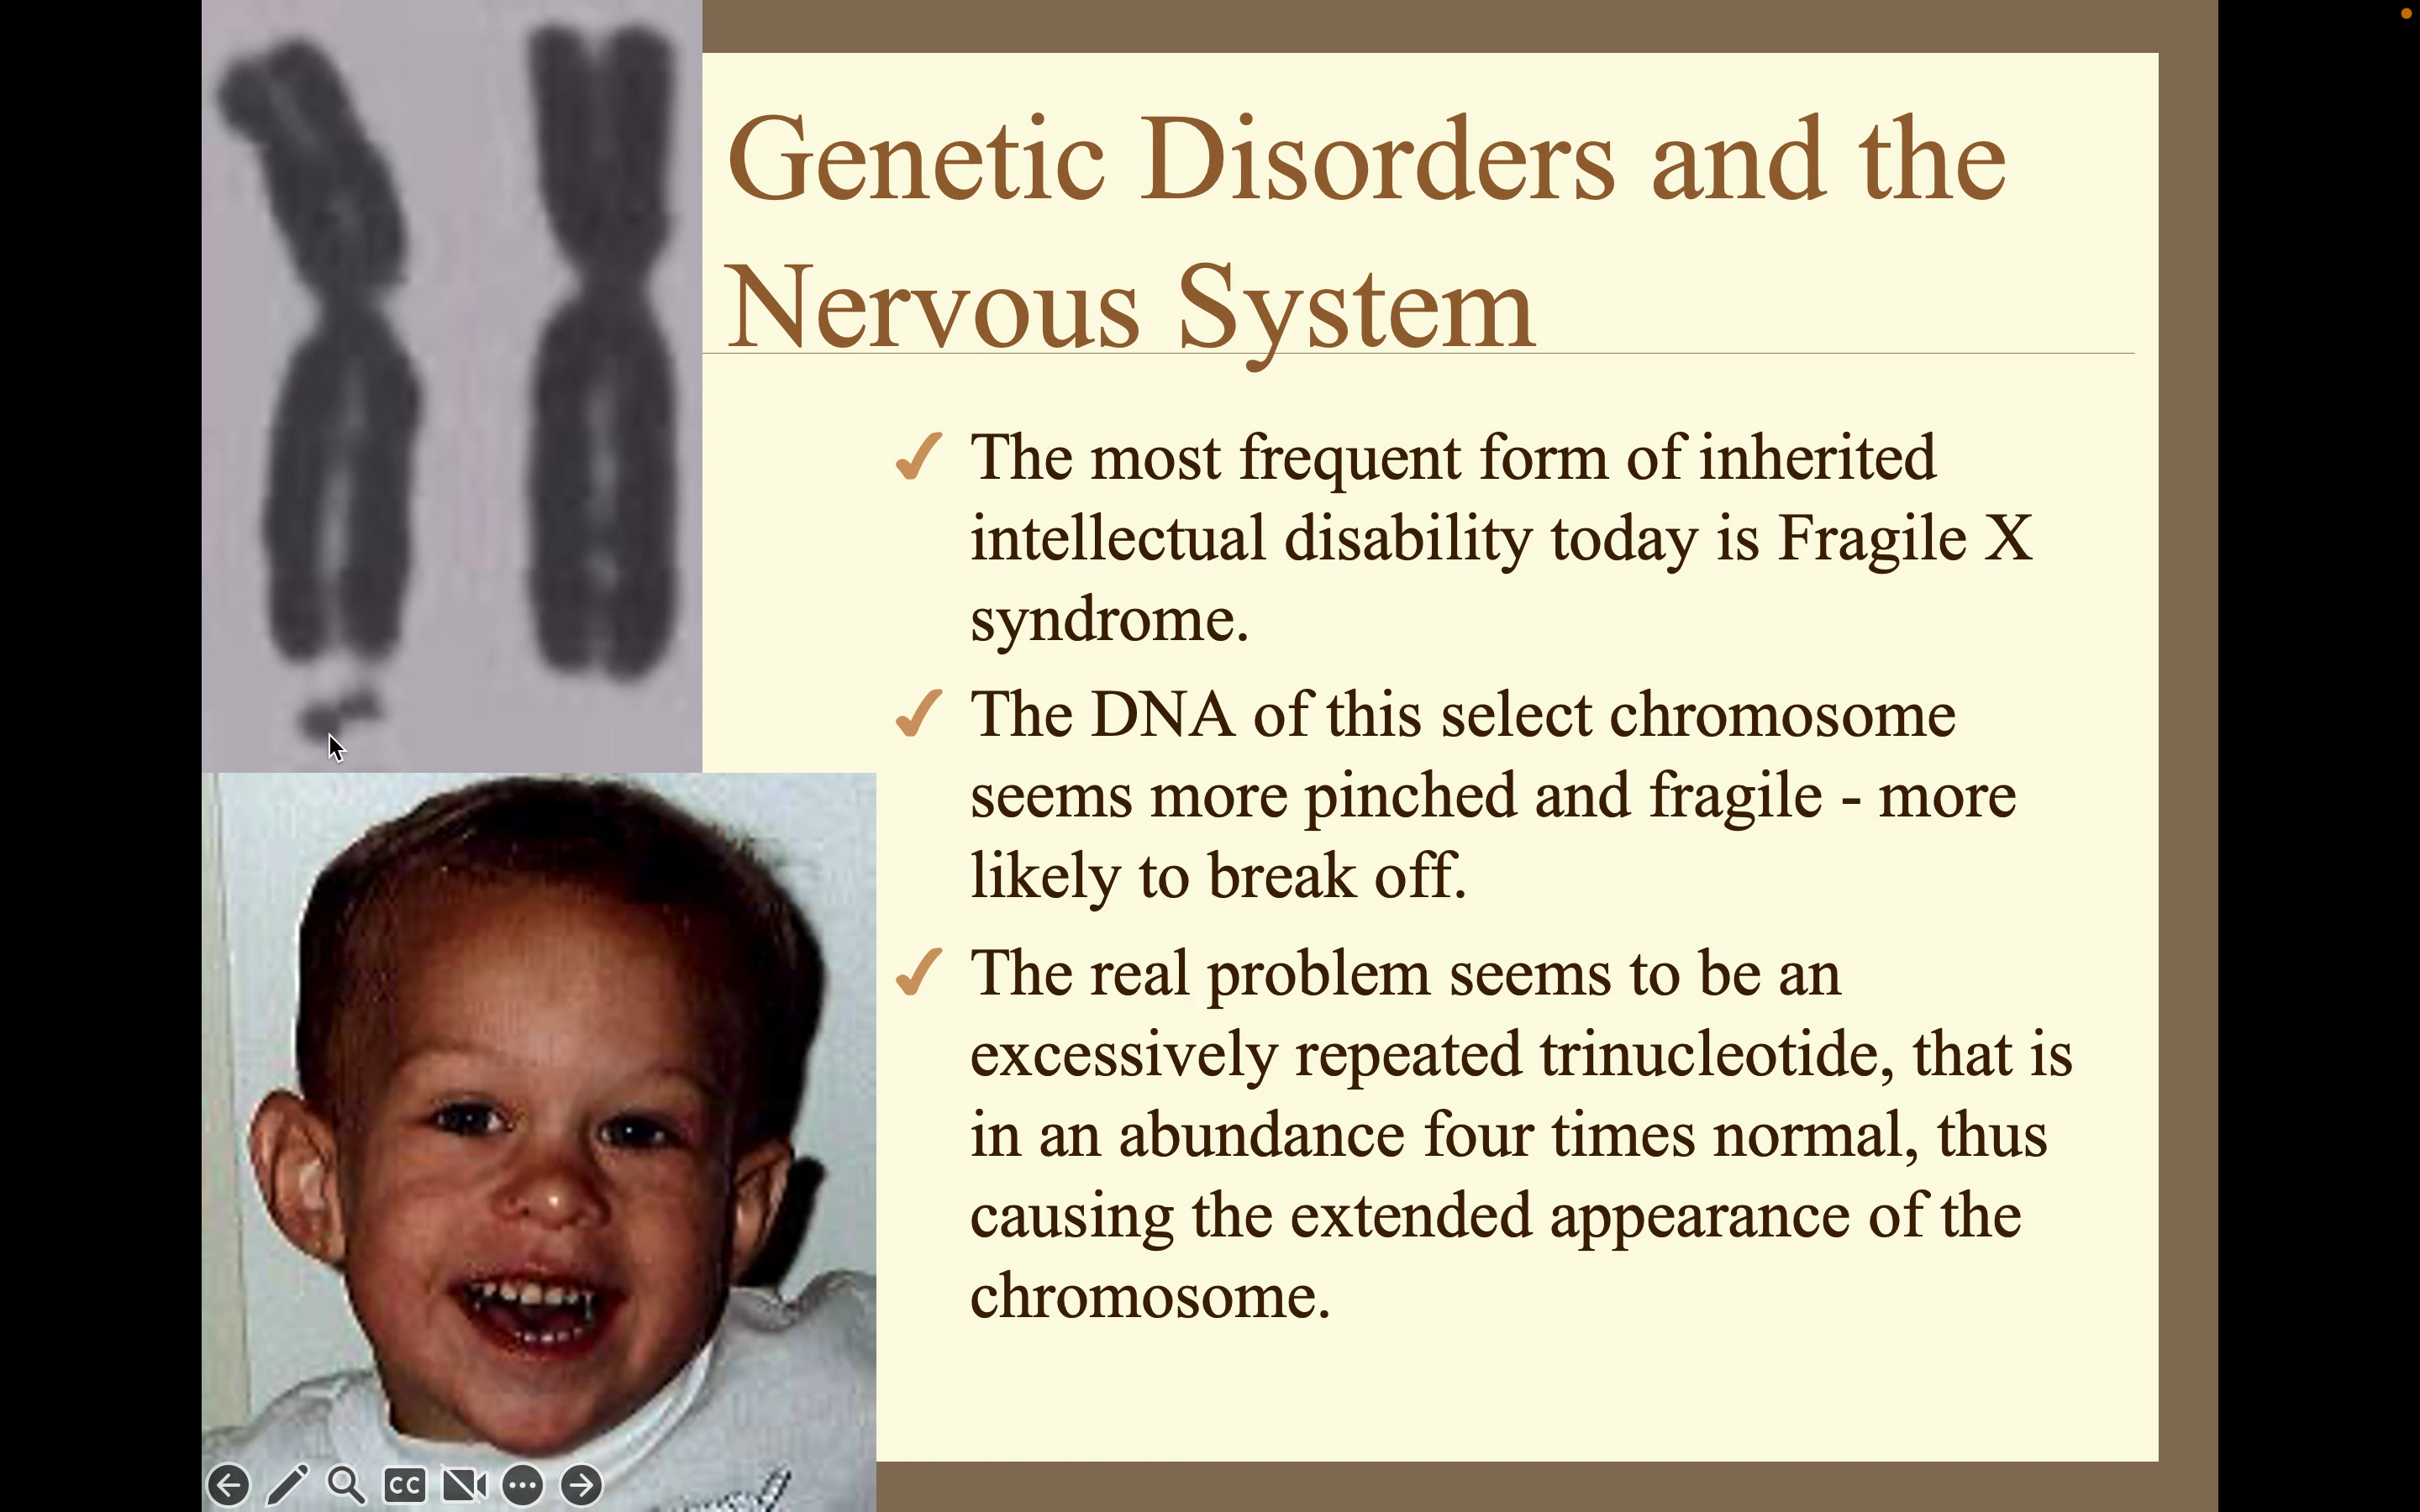 Genetic Disorders and the
Nervous System
✓ The most frequent form of inherited
intellectual disability today is Fragile X
syndrome.
✓ The DNA of this select chromosome
seems more pinched and fragile - more
likely to break off.
✓ The real problem seems to be an
excessively repeated trinucleotide, that is
in an abundance four times normal, thus
causing the extended appearance of the
chromosome.
CC